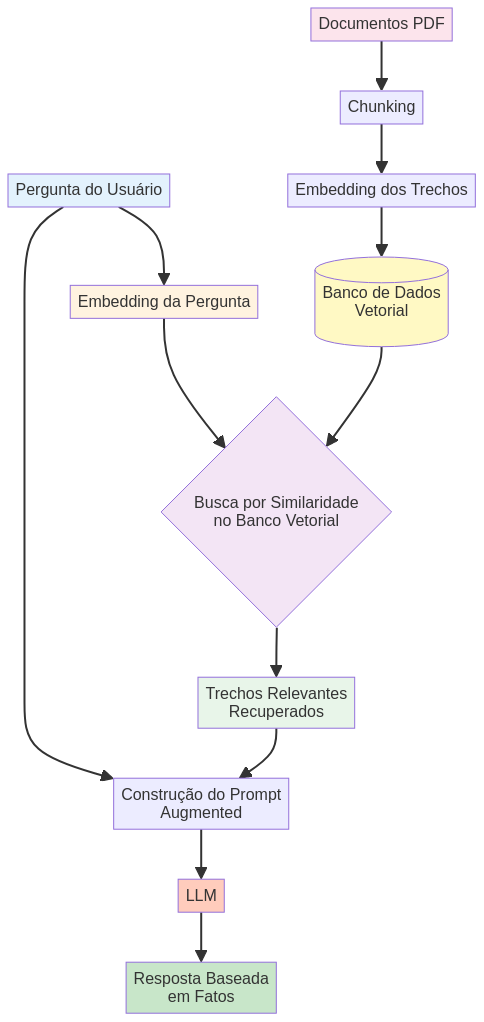 Documentos PDF
Chunking
Pergunta do Usuário
Embedding dos Trechos
Embedding da Pergunta
Banco de Dados
Vetorial
Busca por Similaridade
no Banco Vetorial
Trechos Relevantes
Recuperados
Construção do Prompt
Augmented
LLM
Resposta Baseada
em Fatos